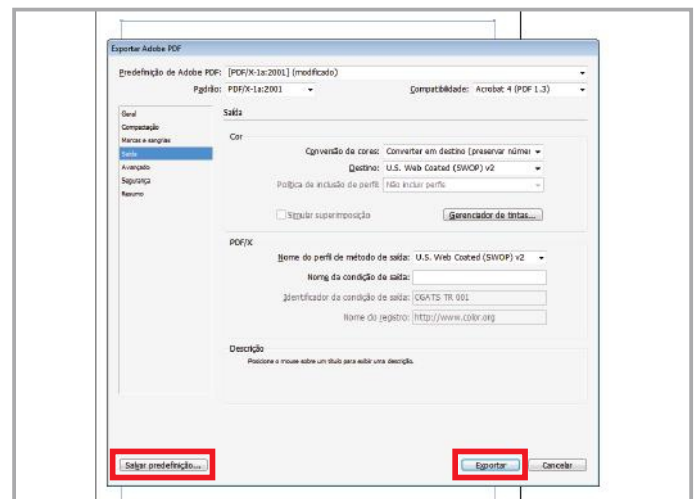 Exportar Adobe PDF
Predefinição de Adobe PDF: [PDF/X-1a:2001] (modificado)
Padrão: PDF/X-1a:2001 Compatibilidade: Acrobat 4 (PDF 1.3)
Geral
Compactação
Marcas e sangrias
Saída
Avançado
Segurança
Resumo
Saída
Cor
Conversão de cores: Converter em destino (preservar númer
Destino: U.S. Web Coated (SWOP) v2
Política de inclusão de perfil: Não incluir perfis
Simular superimposição Gerenciador de tintas...
PDF/X
Nome do perfil de método de saída: U.S. Web Coated (SWOP) v2
Nome da condição de saída:
Identificador da condição de saída: CGATS TR 001
Nome do registro: http://www.color.org
Descrição
Posicione o mouse sobre um título para exibir uma descrição.
Salvar predefinição... Exportar Cancelar